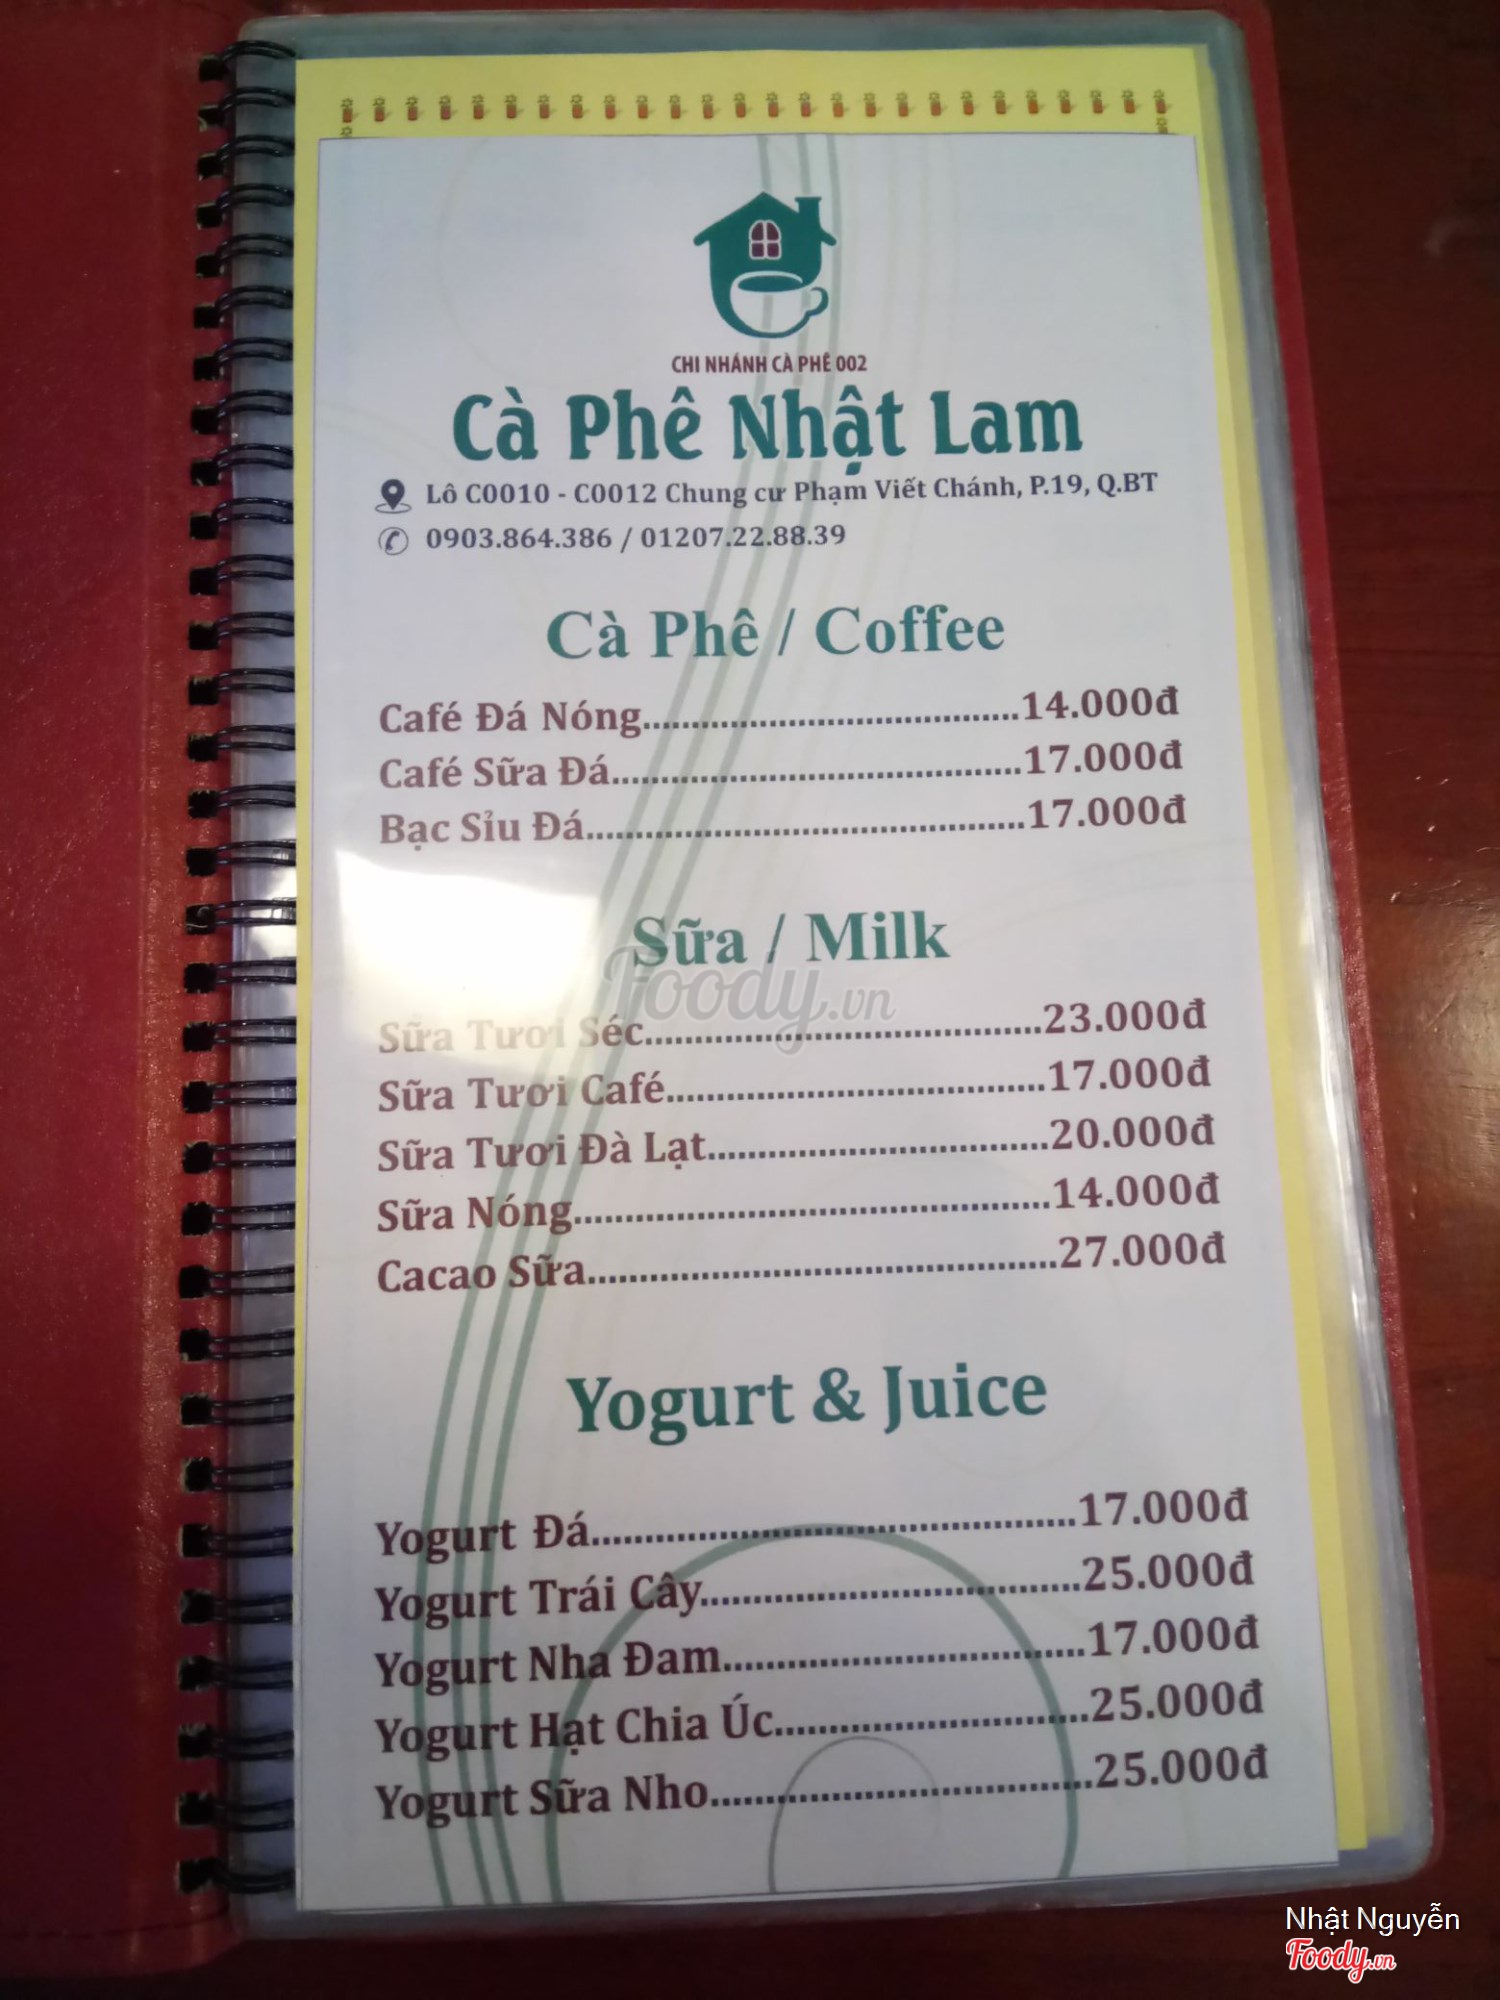 CHI NHÁNH CÀ PHÊ 002
Cà Phê Nhật Lam
Lô C0010 - C0012 Chung cư Phạm Viết Chánh, P.19, Q.BT
0903.864.386 / 01207.22.88.39
Cà Phê / Coffee
Café Đá Nóng......................................14.000đ
Café Sữa Đá.........................................17.000đ
Bạc Sỉu Đá............................................17.000đ
Sữa / Milk
Foody.vn
Sữa Tươi Séc........................................23.000đ
Sữa Tươi Café......................................17.000đ
Sữa Tươi Đà Lạt..................................20.000đ
Sữa Nóng...............................................14.000đ
Cacao Sữa..............................................27.000đ
Yogurt & Juice
Yogurt Đá.............................................17.000đ
Yogurt Trái Cây...................................25.000đ
Yogurt Nha Đam.................................17.000đ
Yogurt Hạt Chia Úc............................25.000đ
Yogurt Sữa Nho...................................25.000đ
Nhật Nguyễn
Foody.vn